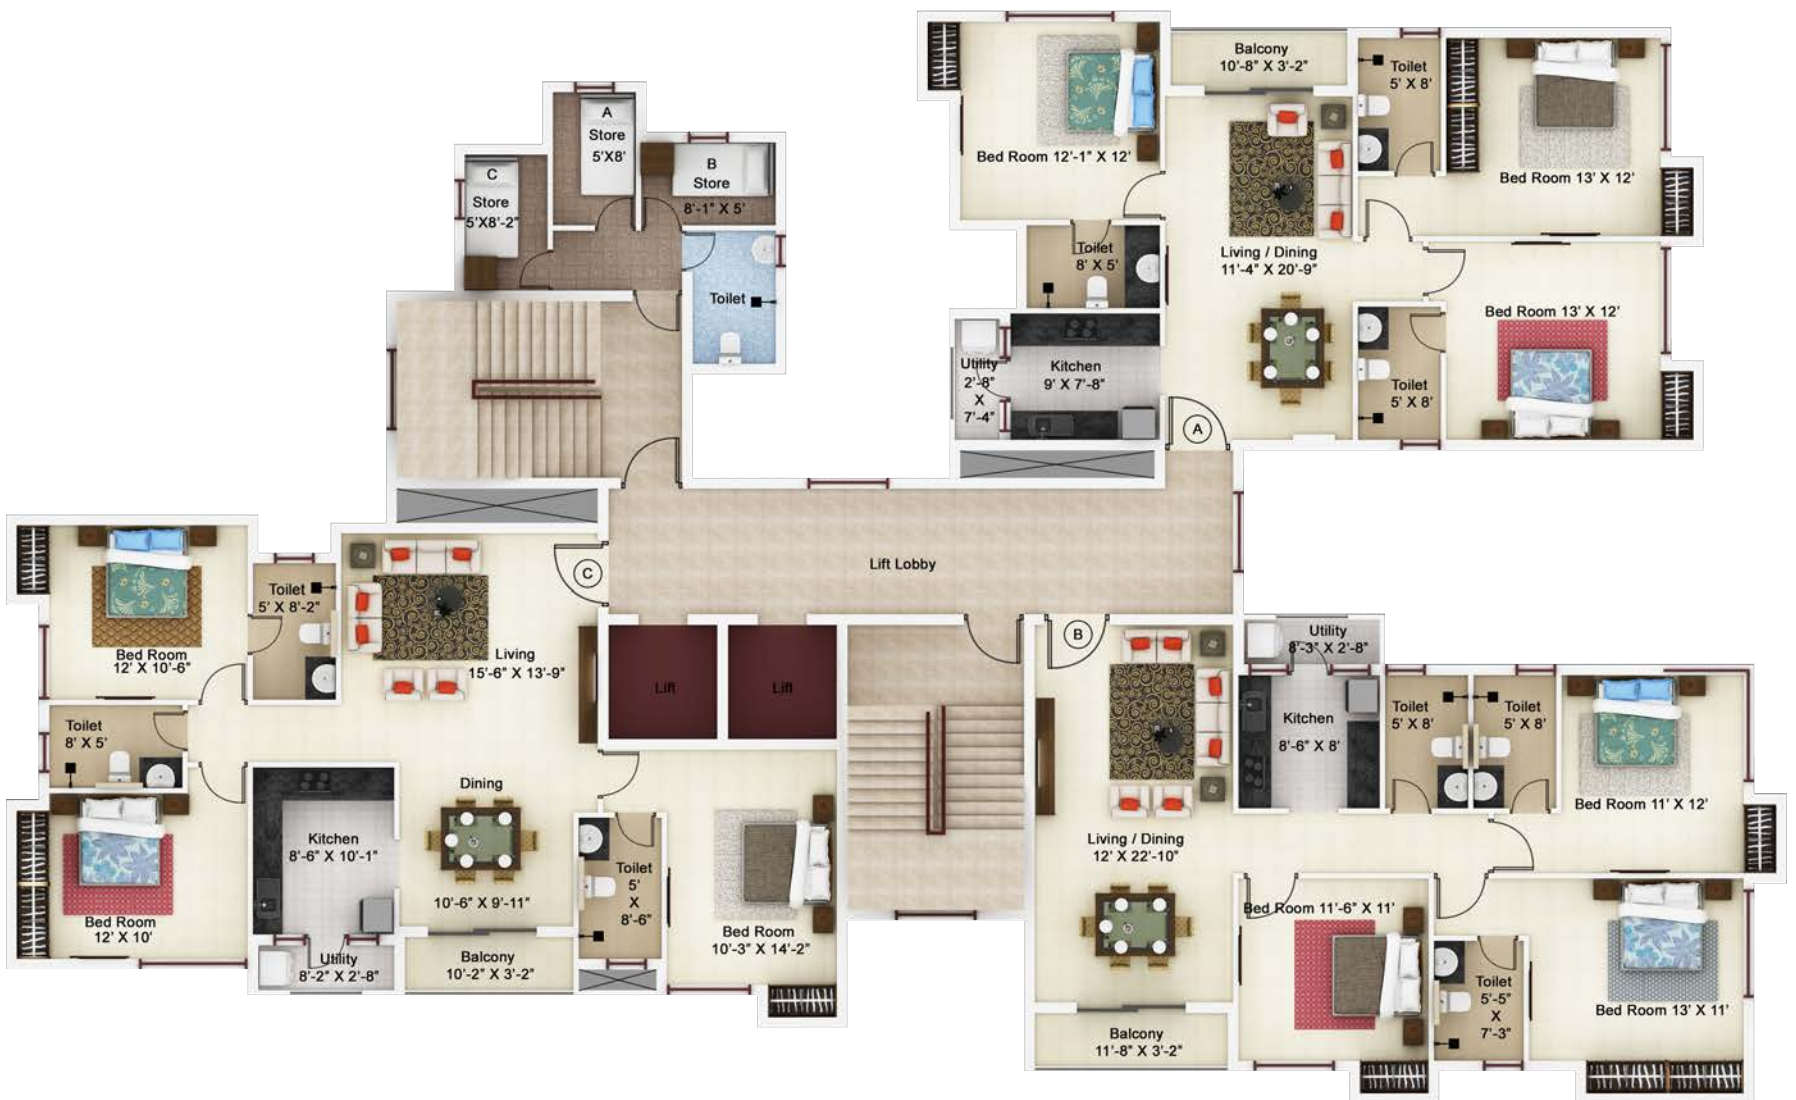 Balcony
10'-8" X 3'-2"
Toilet
5' X 8'
Bed Room 12'-1" X 12'
Bed Room 13' X 12'
A
Store
5'X8'
B
Store
8'-1" X 5'
C
Store
5'X8'-2"
Toilet
Toilet
8' X 5'
Living / Dining
11'-4" X 20'-9"
Bed Room 13' X 12'
Utility
2'-8"
X
7'-4"
Kitchen
9' X 7'-8"
Toilet
5' X 8'
A
Lift Lobby
C
B
Toilet
5' X 8'-2"
Bed Room
12' X 10'-6"
Living
15'-6" X 13'-9"
Lift
Lift
Toilet
8' X 5'
Dining
Kitchen
8'-6" X 10'-1"
10'-6" X 9'-11"
Bed Room
12' X 10'
Utility
8'-2" X 2'-8"
Balcony
10'-2" X 3'-2"
Toilet
5'
X
8'-6"
Bed Room
10'-3" X 14'-2"
Utility
8'-3" X 2'-8"
Kitchen
8'-6" X 8'
Toilet
5' X 8'
Toilet
5' X 8'
Bed Room 11' X 12'
Living / Dining
12' X 22'-10"
Bed Room 11'-6" X 11'
Toilet
5'-5"
X
7'-3"
Bed Room 13' X 11'
Balcony
11'-8" X 3'-2"